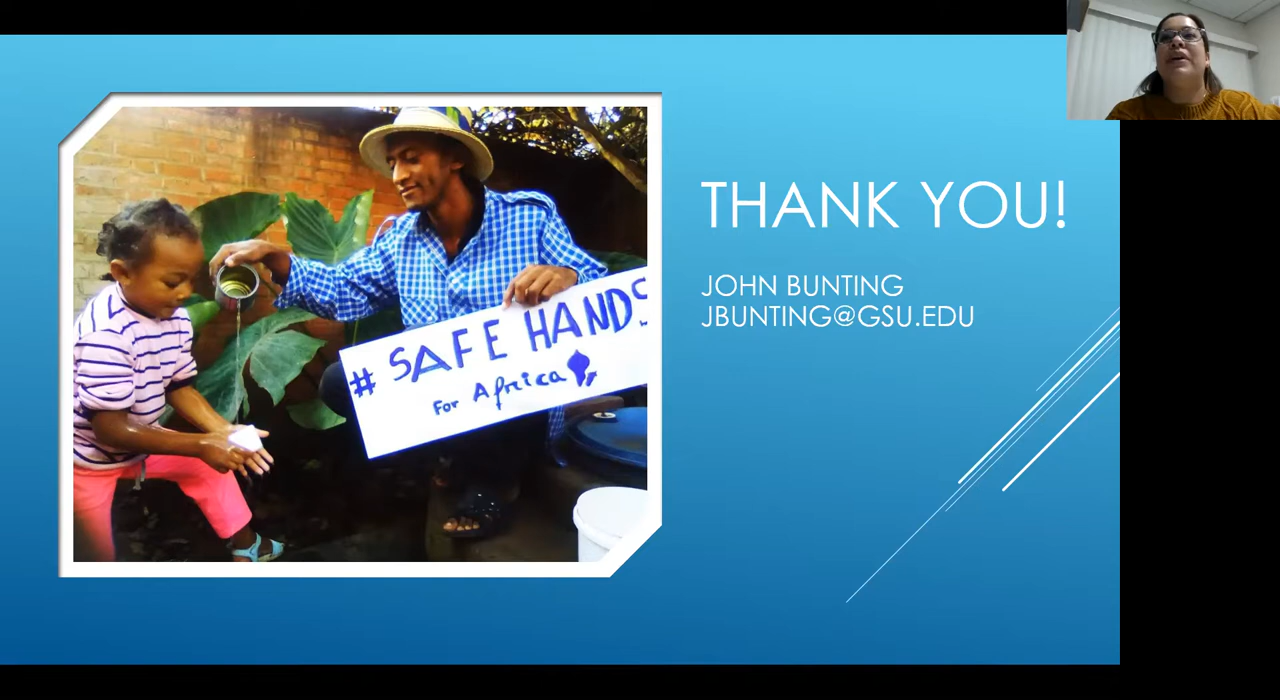 THANK YOU!
JOHN BUNTING
JBUNTING@GSU.EDU
# SAFE HANDS
For Africa